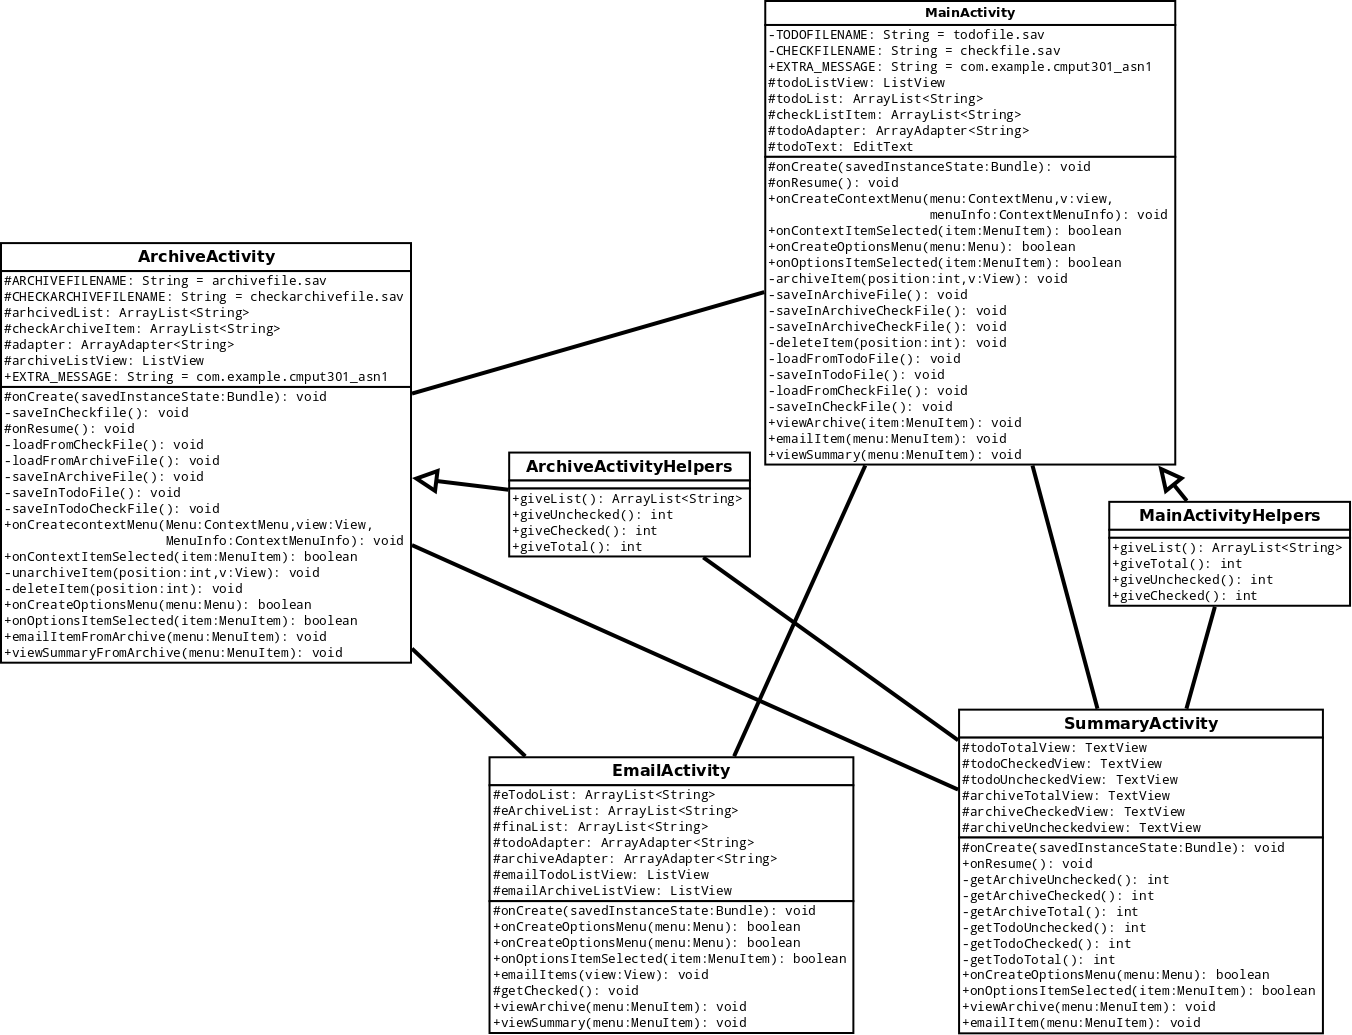 MainActivity
-TODOFILENAME: String = todofile.sav
-CHECKFILENAME: String = checkfile.sav
+EXTRA_MESSAGE: String = com.example.cmput301_asn1
#todoListView: ListView
#todoList: ArrayList<String>
#checkListItem: ArrayList<String>
#todoAdapter: ArrayAdapter<String>
#todoText: EditText
#onCreate(savedInstanceState:Bundle): void
#onResume(): void
+onCreateContextMenu(menu:ContextMenu,v:view,
menuInfo:ContextMenuInfo): void
+onContextItemSelected(item:MenuItem): boolean
+onCreateOptionsMenu(menu:Menu): boolean
+onOptionsItemSelected(item:MenuItem): boolean
-archiveItem(position:int,v:View): void
-saveInArchiveFile(): void
-saveInArchiveCheckFile(): void
-saveInArchiveCheckFile(): void
-deleteItem(position:int): void
-loadFromTodoFile(): void
-saveInTodoFile(): void
-loadFromCheckFile(): void
-saveInCheckFile(): void
+viewArchive(item:MenuItem): void
+emailItem(menu:MenuItem): void
+viewSummary(menu:MenuItem): void
ArchiveActivity
#ARCHIVEFILENAME: String = archivefile.sav
#CHECKARCHIVEFILENAME: String = checkarchivefile.sav
#arhcivedList: ArrayList<String>
#checkArchiveItem: ArrayList<String>
#adapter: ArrayAdapter<String>
#archiveListView: ListView
+EXTRA_MESSAGE: String = com.example.cmput301_asn1
#onCreate(savedInstanceState:Bundle): void
-saveInCheckfile(): void
#onResume(): void
-loadFromCheckFile(): void
-loadFromArchiveFile(): void
-saveInArchiveFile(): void
-saveInTodoFile(): void
-saveInTodoCheckFile(): void
+onCreatecontextMenu(Menu:ContextMenu,view:View,
MenuInfo:ContextMenuInfo): void
+onContextItemSelected(item:MenuItem): boolean
-unarchiveItem(position:int,v:View): void
-deleteItem(position:int): void
+onCreateOptionsMenu(menu:Menu): boolean
+onOptionsItemSelected(item:MenuItem): boolean
+emailItemFromArchive(menu:MenuItem): void
+viewSummaryFromArchive(menu:MenuItem): void
ArchiveActivityHelpers
+giveList(): ArrayList<String>
+giveUnchecked(): int
+giveChecked(): int
+giveTotal(): int
MainActivityHelpers
+giveList(): ArrayList<String>
+giveTotal(): int
+giveUnchecked(): int
+giveChecked(): int
EmailActivity
#eTodoList: ArrayList<String>
#eArchiveList: ArrayList<String>
#finaList: ArrayList<String>
#todoAdapter: ArrayAdapter<String>
#archiveAdapter: ArrayAdapter<String>
#emailTodoListView: ListView
#emailArchiveListView: ListView
#onCreate(savedInstanceState:Bundle): void
+onCreateOptionsMenu(menu:Menu): boolean
+onCreateOptionsMenu(menu:Menu): boolean
+onOptionsItemSelected(item:MenuItem): boolean
+emailItems(view:View): void
#getChecked(): void
+viewArchive(menu:MenuItem): void
+viewSummary(menu:MenuItem): void
SummaryActivity
#todoTotalView: TextView
#todoCheckedView: TextView
#todoUncheckedView: TextView
#archiveTotalView: TextView
#archiveCheckedView: TextView
#archiveUncheckedview: TextView
#onCreate(savedInstanceState:Bundle): void
+onResume(): void
-getArchiveUnchecked(): int
-getArchiveChecked(): int
-getArchiveTotal(): int
-getTodoUnchecked(): int
-getTodoChecked(): int
-getTodoTotal(): int
+onCreateOptionsMenu(menu:Menu): boolean
+onOptionsItemSelected(item:MenuItem): boolean
+viewArchive(menu:MenuItem): void
+emailItem(menu:MenuItem): void